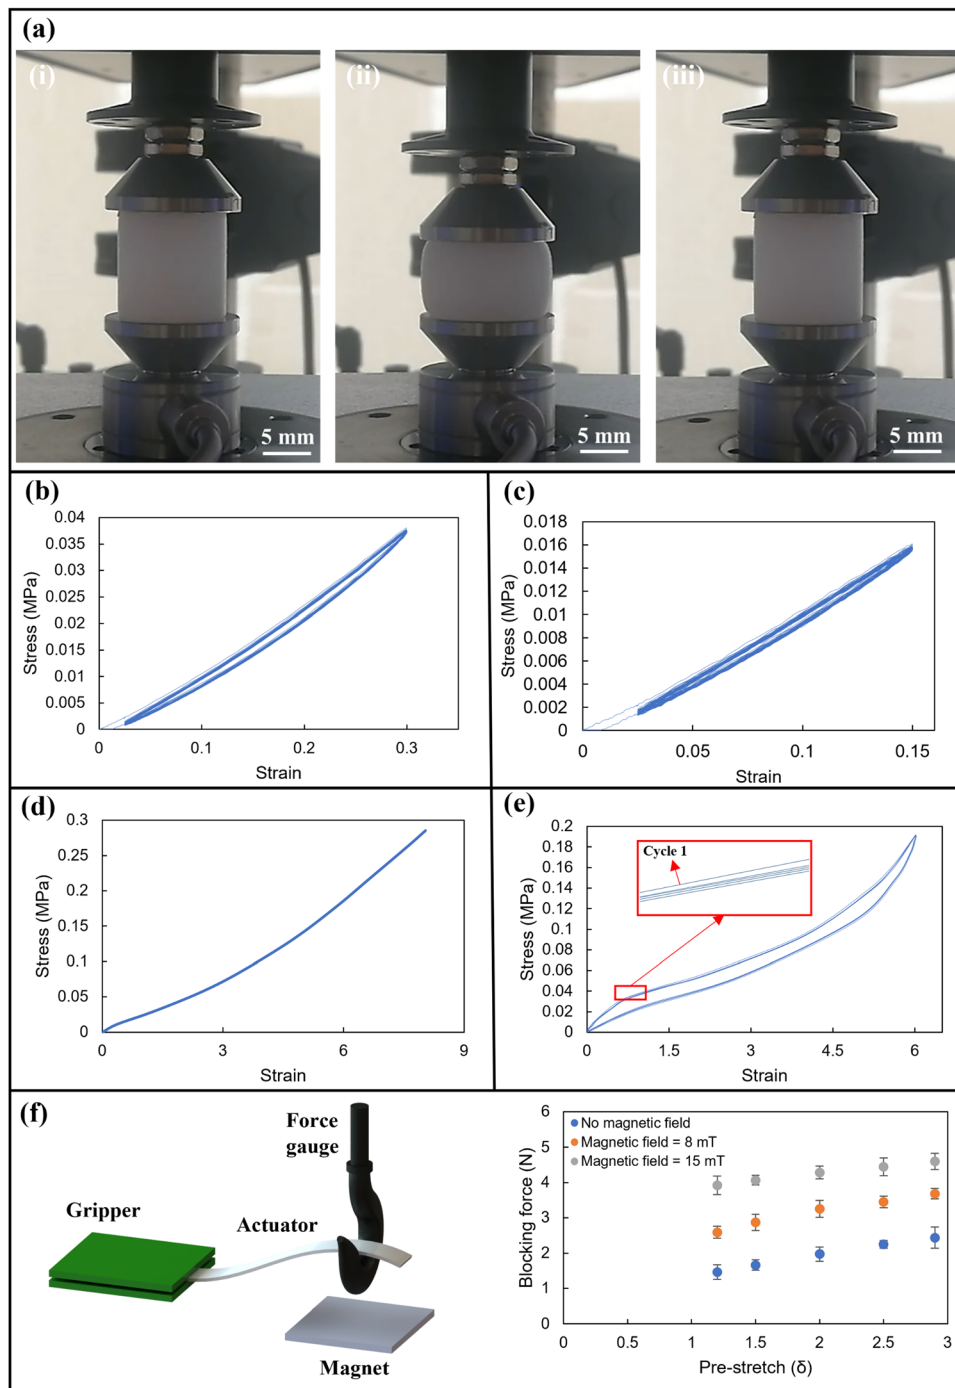 (a)
(i)
(ii)
(iii)
5 mm
5 mm
5 mm
(b)
Stress (MPa)
0.04
0.035
0.03
0.025
0.02
0.015
0.01
0.005
0
0 0.1 0.2 0.3
Strain
(c)
Stress (MPa)
0.018
0.016
0.014
0.012
0.01
0.008
0.006
0.004
0.002
0
0 0.05 0.1 0.15
Strain
(d)
Stress (MPa)
0.3
0.25
0.2
0.15
0.1
0.05
0
0 3 6 9
Strain
(e)
Stress (MPa)
0.2
0.18
0.16
0.14
0.12
0.1
0.08
0.06
0.04
0.02
0
Cycle 1
0 1.5 3 4.5 6
Strain
(f)
Force
gauge
Gripper
Actuator
Magnet
Blocking force (N)
6
5
4
3
2
1
0
No magnetic field
Magnetic field = 8 mT
Magnetic field = 15 mT
0 0.5 1 1.5 2 2.5 3
Pre-stretch (δ)